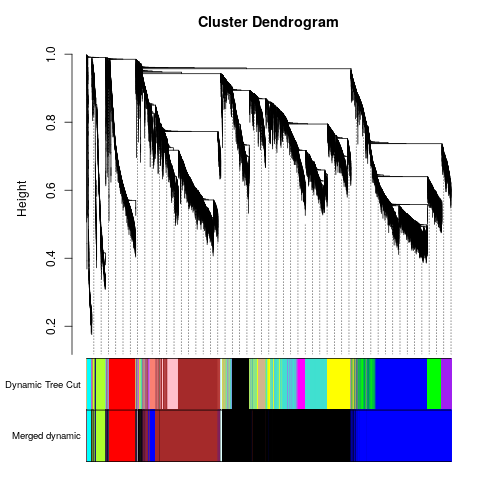 Cluster Dendrogram
Height
1.0
0.8
0.6
0.4
0.2
Dynamic Tree Cut
Merged dynamic